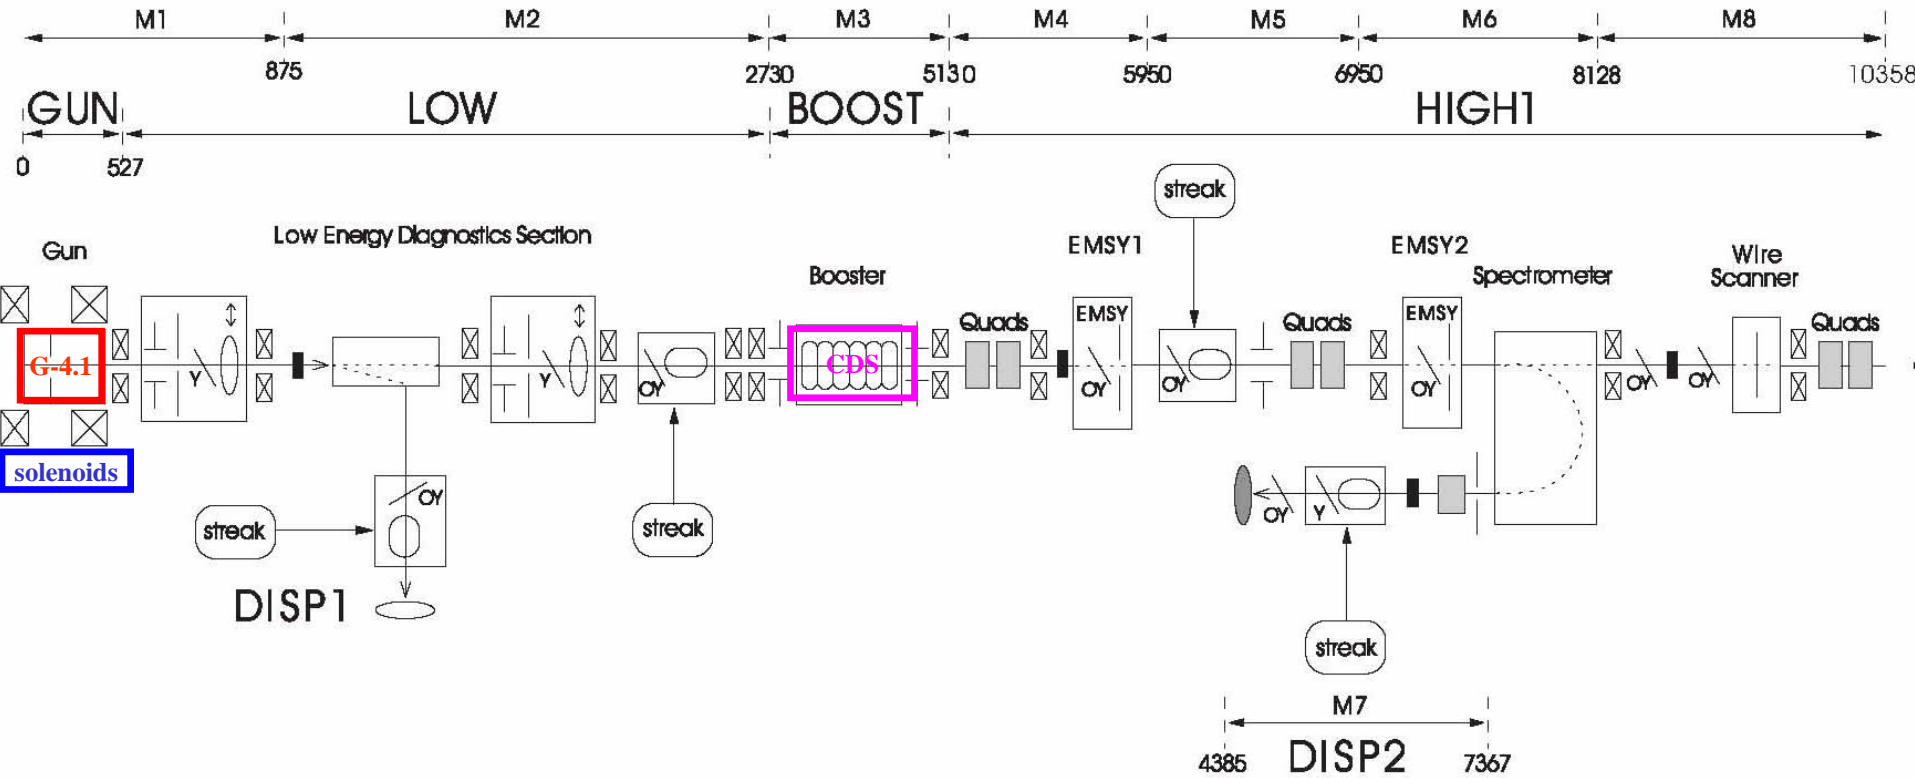 M1 M2 M3 M4 M5 M6 M8
875 2730 5130 5950 6950 8128 10358
GUN LOW BOOST HIGH1
0 527
streak
Low Energy Diagnostics Section
Gun
EMSY1 EMSY2
Booster Spectrometer
Wire
Scanner
Quads Quads Quads
EMSY EMSY
G-4.1 CDS
Y Y OY OY OY OY OY OY
solenoids
OY OY Y
streak streak
DISP1
streak
M7
DISP2
4385 7367